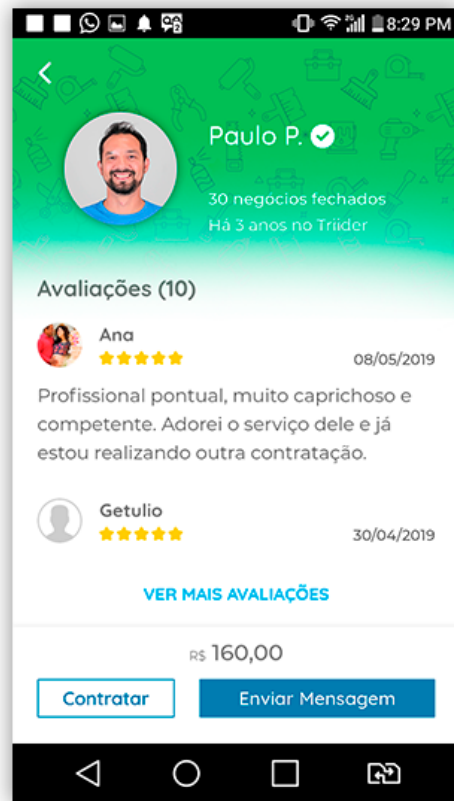 8:29 PM
Paulo P.
30 negócios fechados
Há 3 anos no Triider
Avaliações (10)
Ana
08/05/2019
Profissional pontual, muito caprichoso e
competente. Adorei o serviço dele e já
estou realizando outra contratação.
Getulio
30/04/2019
VER MAIS AVALIAÇÕES
R$ 160,00
Contratar
Enviar Mensagem